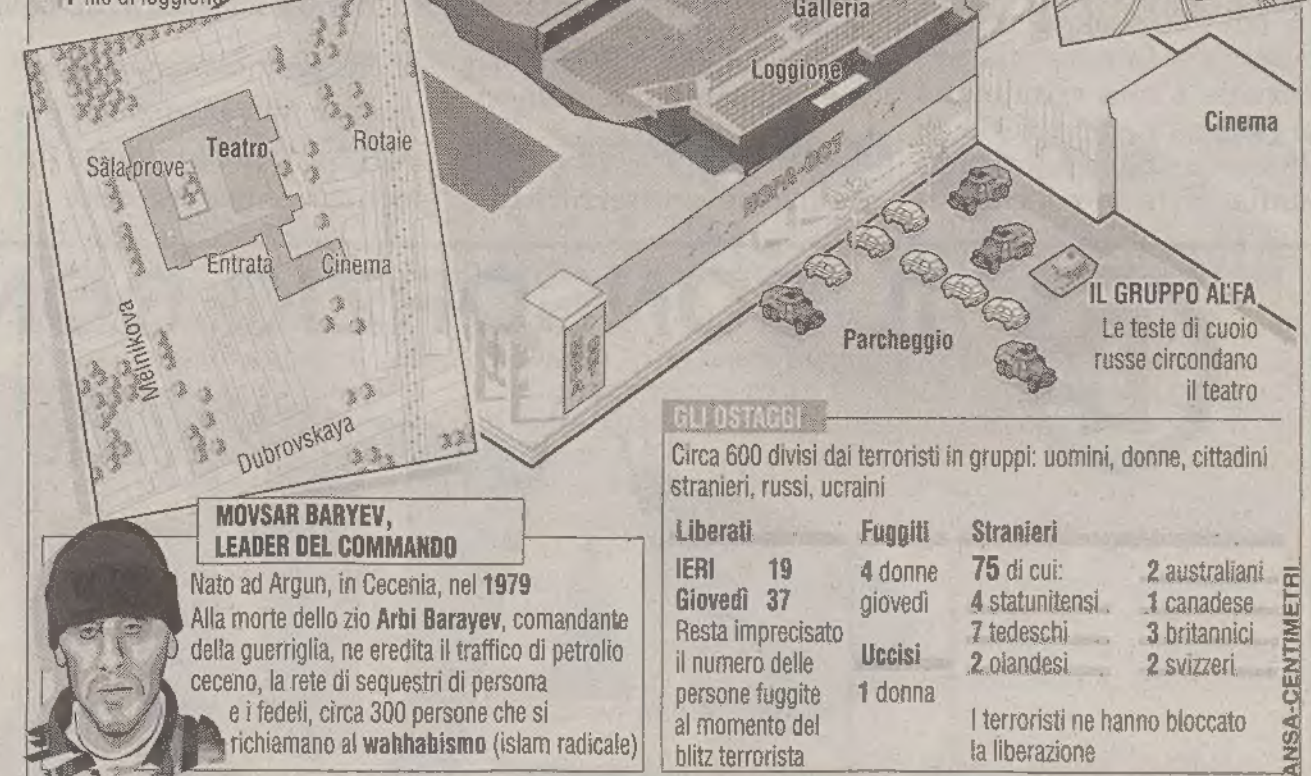 di loggione
Galleria
Loggione
Cinema
Teatro
Sala prove
Rotaie
Entrata
Cinema
Melnikova
Dubrovskaya
Parcheggio
IL GRUPPO ALFA
Le teste di cuoio
russe circondano
il teatro
MOVSAR BARYEV,
LEADER DEL COMMANDO
Nato ad Argun, in Cecenia, nel 1979
Alla morte dello zio Arbi Barayev, comandante
della guerriglia, ne eredita il traffico di petrolio
ceceno, la rete di sequestri di persona
e i fedeli, circa 300 persone che si
richiamano al wahhabismo (islam radicale)
GLI OSTAGGI
Circa 600 divisi dai terroristi in gruppi: uomini, donne, cittadini
stranieri, russi, ucraini
Liberati
IERI 19
Giovedì 37
Resta imprecisato
il numero delle
persone fuggite
al momento del
blitz terrorista
Fuggiti
4 donne
giovedì
Uccisi
1 donna
Stranieri
75 di cui:
4 statunitensi
7 tedeschi
2 olandesi
2 australiani
1 canadese
3 britannici
2 svizzeri
I terroristi ne hanno bloccato
la liberazione
ANSA-CENTIMETRI